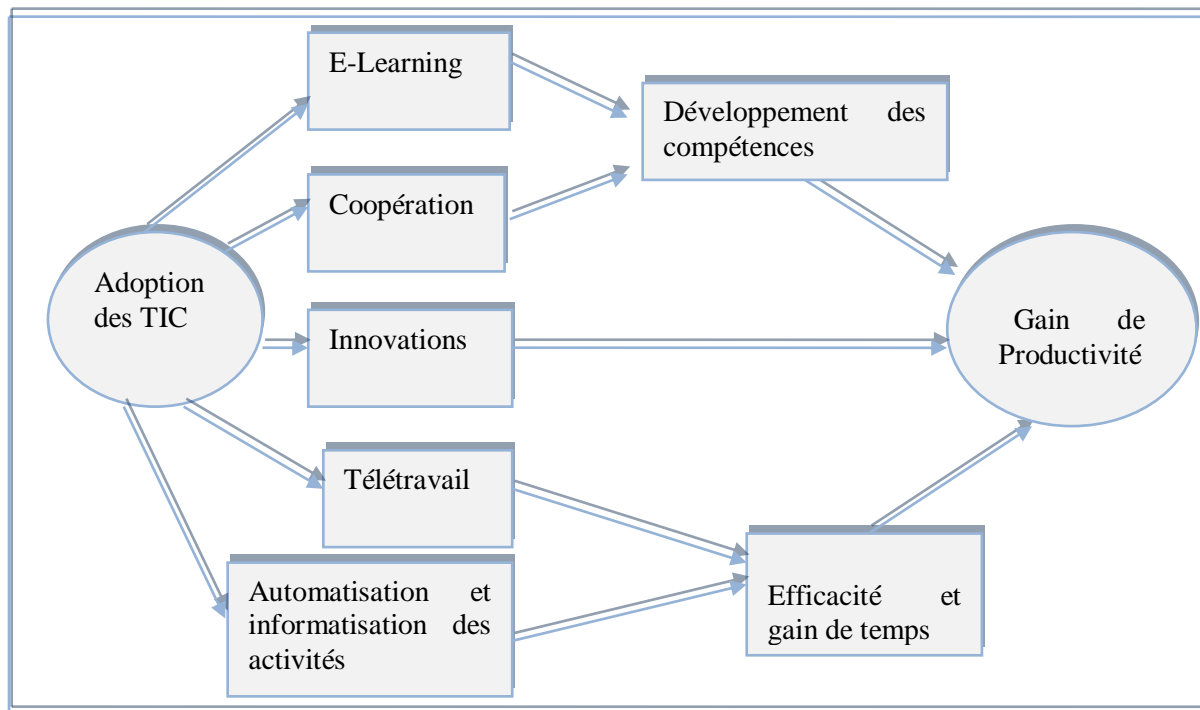 E-Learning
Développement des
compétences
Coopération
Adoption
des TIC
Innovations
Gain de
Productivité
Télétravail
Automatisation et
informatisation des
activités
Efficacité et
gain de temps